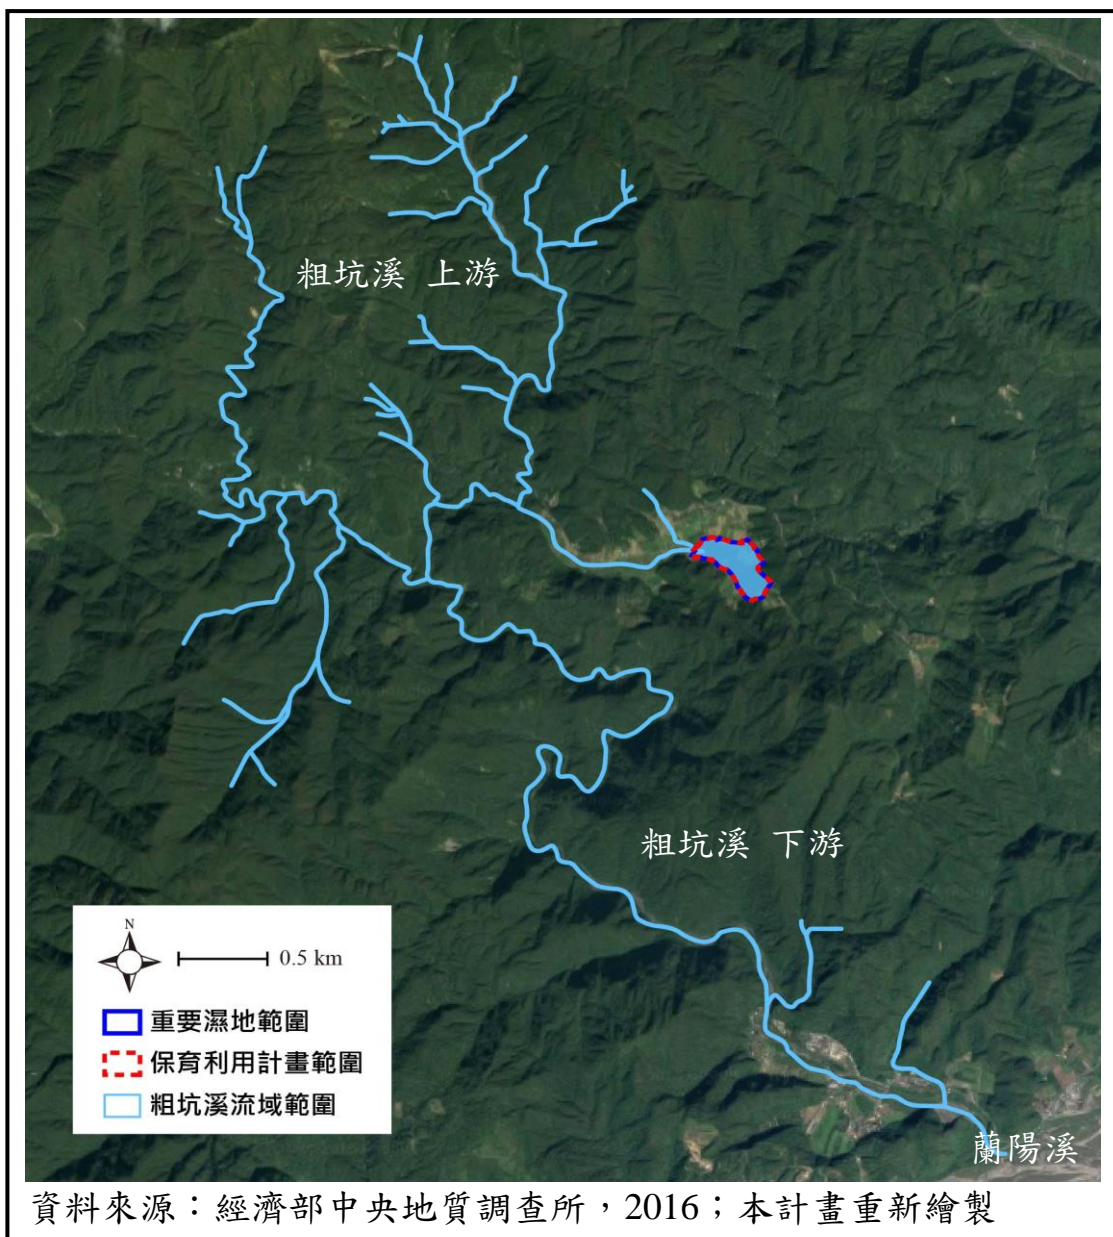 粗坑溪 上游
粗坑溪 下游
N
0.5 km
重要濕地範圍
保育利用計畫範圍
粗坑溪流域範圍
蘭陽溪
資料來源：經濟部中央地質調查所，2016；本計畫重新繪製